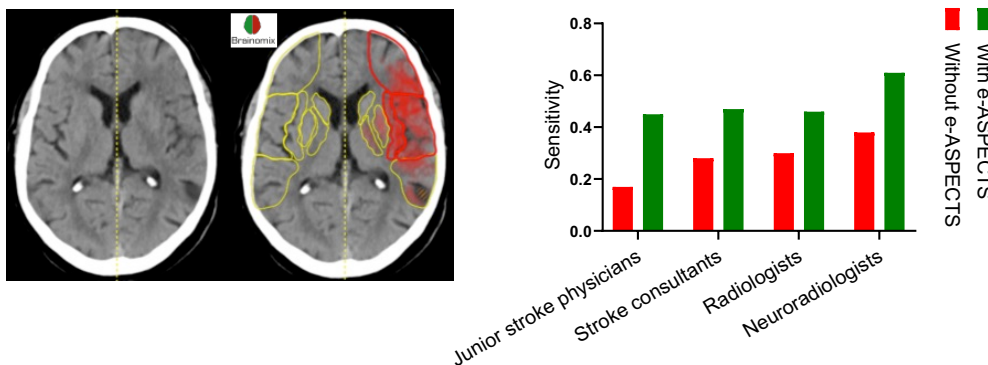 Brainomix
Sensitivity
0.8
0.6
0.4
0.2
0.0
Junior stroke physicians
Stroke consultants
Radiologists
Neuroradiologists
Without e-ASPECTS
With e-ASPECTS